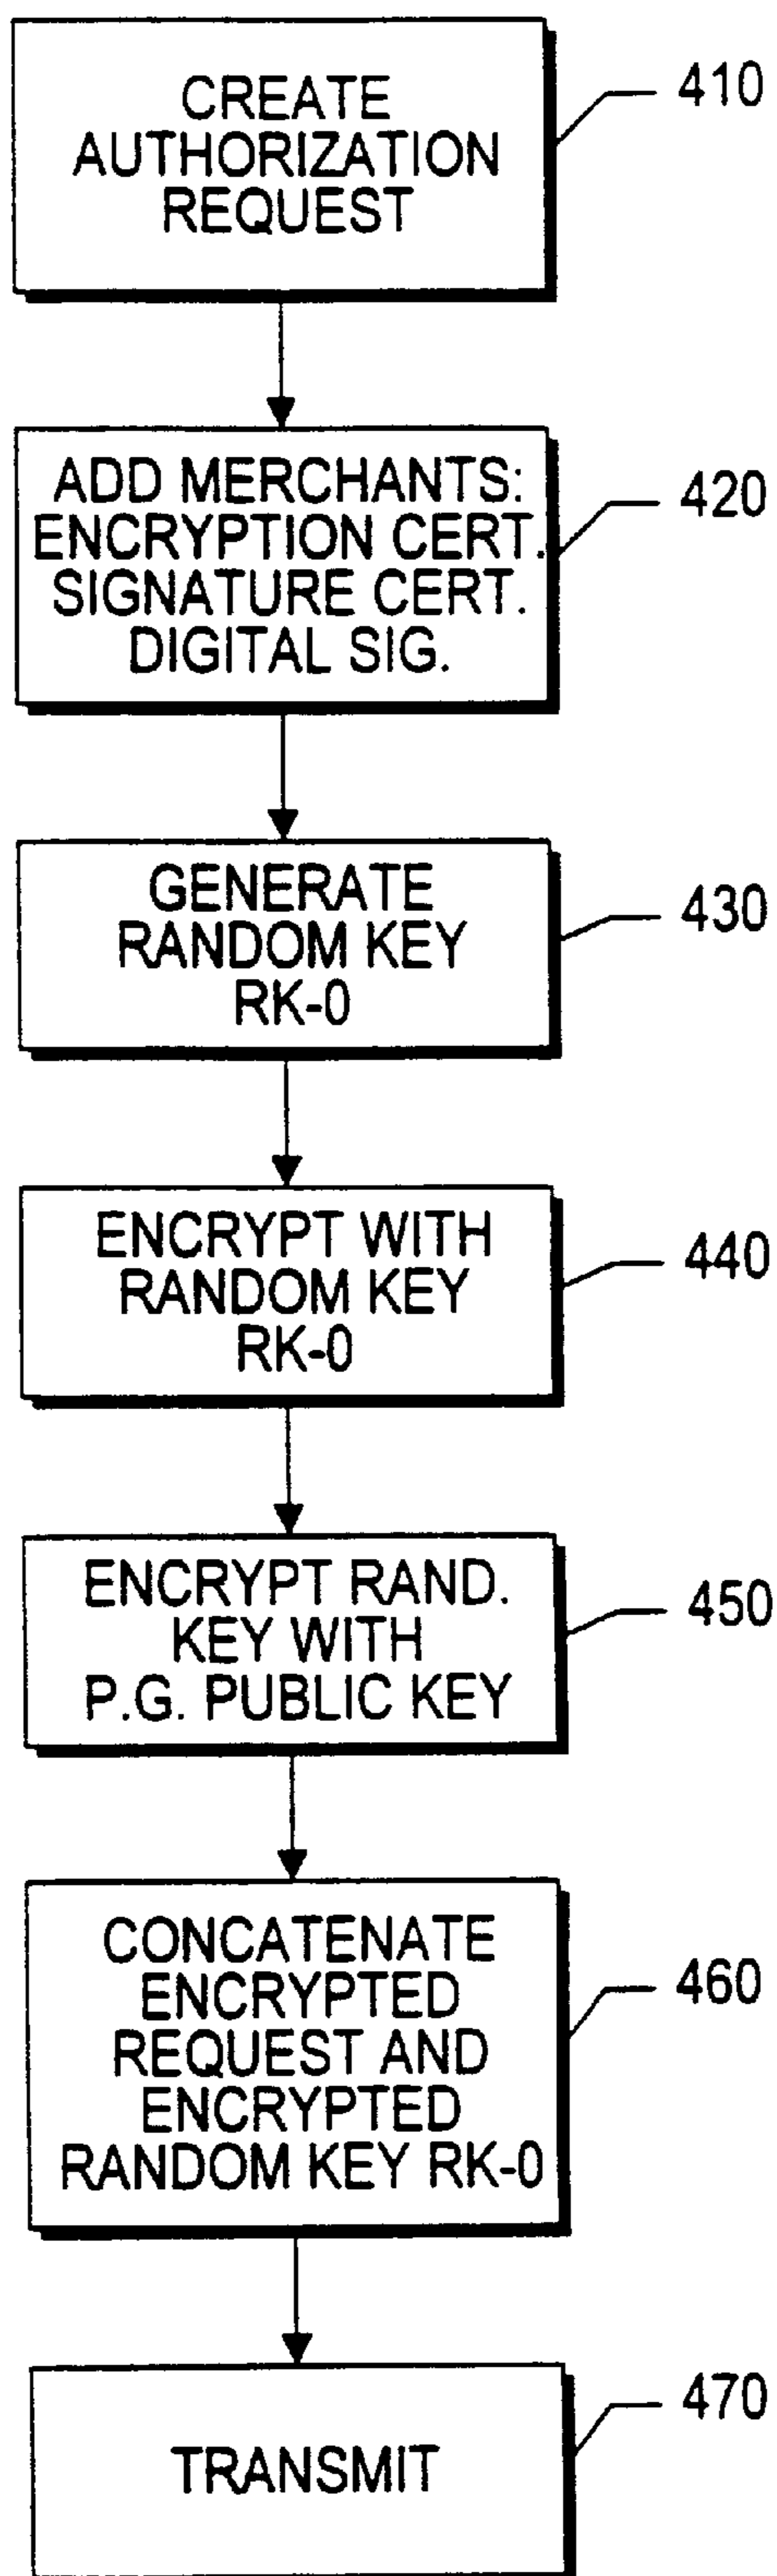 CREATE
AUTHORIZATION
REQUEST
410
ADD MERCHANTS:
ENCRYPTION CERT.
SIGNATURE CERT.
DIGITAL SIG.
420
GENERATE
RANDOM KEY
RK-0
430
ENCRYPT WITH
RANDOM KEY
RK-0
440
ENCRYPT RAND.
KEY WITH
P.G. PUBLIC KEY
450
CONCATENATE
ENCRYPTED
REQUEST AND
ENCRYPTED
RANDOM KEY RK-0
460
TRANSMIT
470